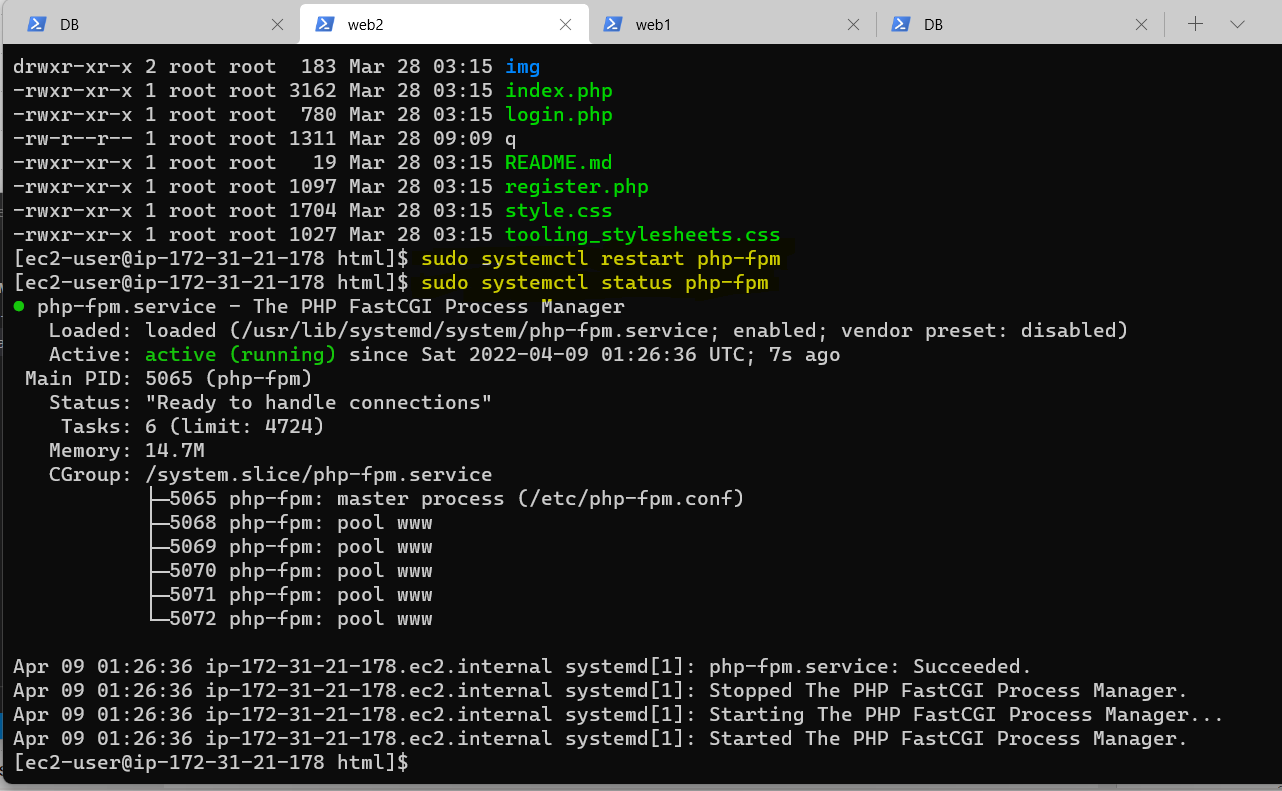 DB web2 web1 DB
drwxr-xr-x 2 root root  183 Mar 28 03:15 img
-rwxr-xr-x 1 root root 3162 Mar 28 03:15 index.php
-rwxr-xr-x 1 root root  780 Mar 28 03:15 login.php
-rw-r--r-- 1 root root 1311 Mar 28 09:09 q
-rwxr-xr-x 1 root root   19 Mar 28 03:15 README.md
-rwxr-xr-x 1 root root 1097 Mar 28 03:15 register.php
-rwxr-xr-x 1 root root 1704 Mar 28 03:15 style.css
-rwxr-xr-x 1 root root 1027 Mar 28 03:15 tooling_stylesheets.css
[ec2-user@ip-172-31-21-178 html]$ sudo systemctl restart php-fpm
[ec2-user@ip-172-31-21-178 html]$ sudo systemctl status php-fpm
● php-fpm.service - The PHP FastCGI Process Manager
   Loaded: loaded (/usr/lib/systemd/system/php-fpm.service; enabled; vendor preset: disabled)
   Active: active (running) since Sat 2022-04-09 01:26:36 UTC; 7s ago
 Main PID: 5065 (php-fpm)
   Status: "Ready to handle connections"
    Tasks: 6 (limit: 4724)
   Memory: 14.7M
   CGroup: /system.slice/php-fpm.service
           ├─5065 php-fpm: master process (/etc/php-fpm.conf)
           ├─5068 php-fpm: pool www
           ├─5069 php-fpm: pool www
           ├─5070 php-fpm: pool www
           ├─5071 php-fpm: pool www
           └─5072 php-fpm: pool www
Apr 09 01:26:36 ip-172-31-21-178.ec2.internal systemd[1]: php-fpm.service: Succeeded.
Apr 09 01:26:36 ip-172-31-21-178.ec2.internal systemd[1]: Stopped The PHP FastCGI Process Manager.
Apr 09 01:26:36 ip-172-31-21-178.ec2.internal systemd[1]: Starting The PHP FastCGI Process Manager...
Apr 09 01:26:36 ip-172-31-21-178.ec2.internal systemd[1]: Started The PHP FastCGI Process Manager.
[ec2-user@ip-172-31-21-178 html]$